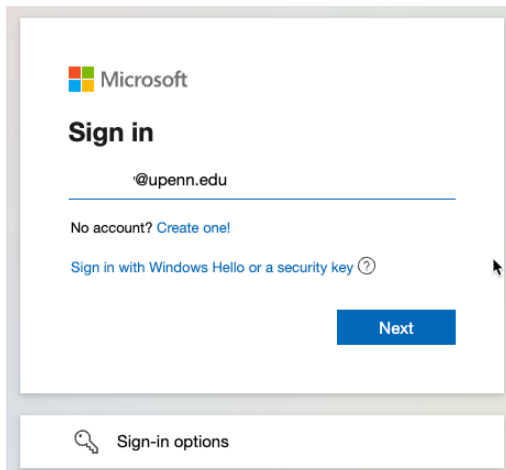 Microsoft
Sign in
@upenn.edu
No account? Create one!
Sign in with Windows Hello or a security key ?
Next
Sign-in options